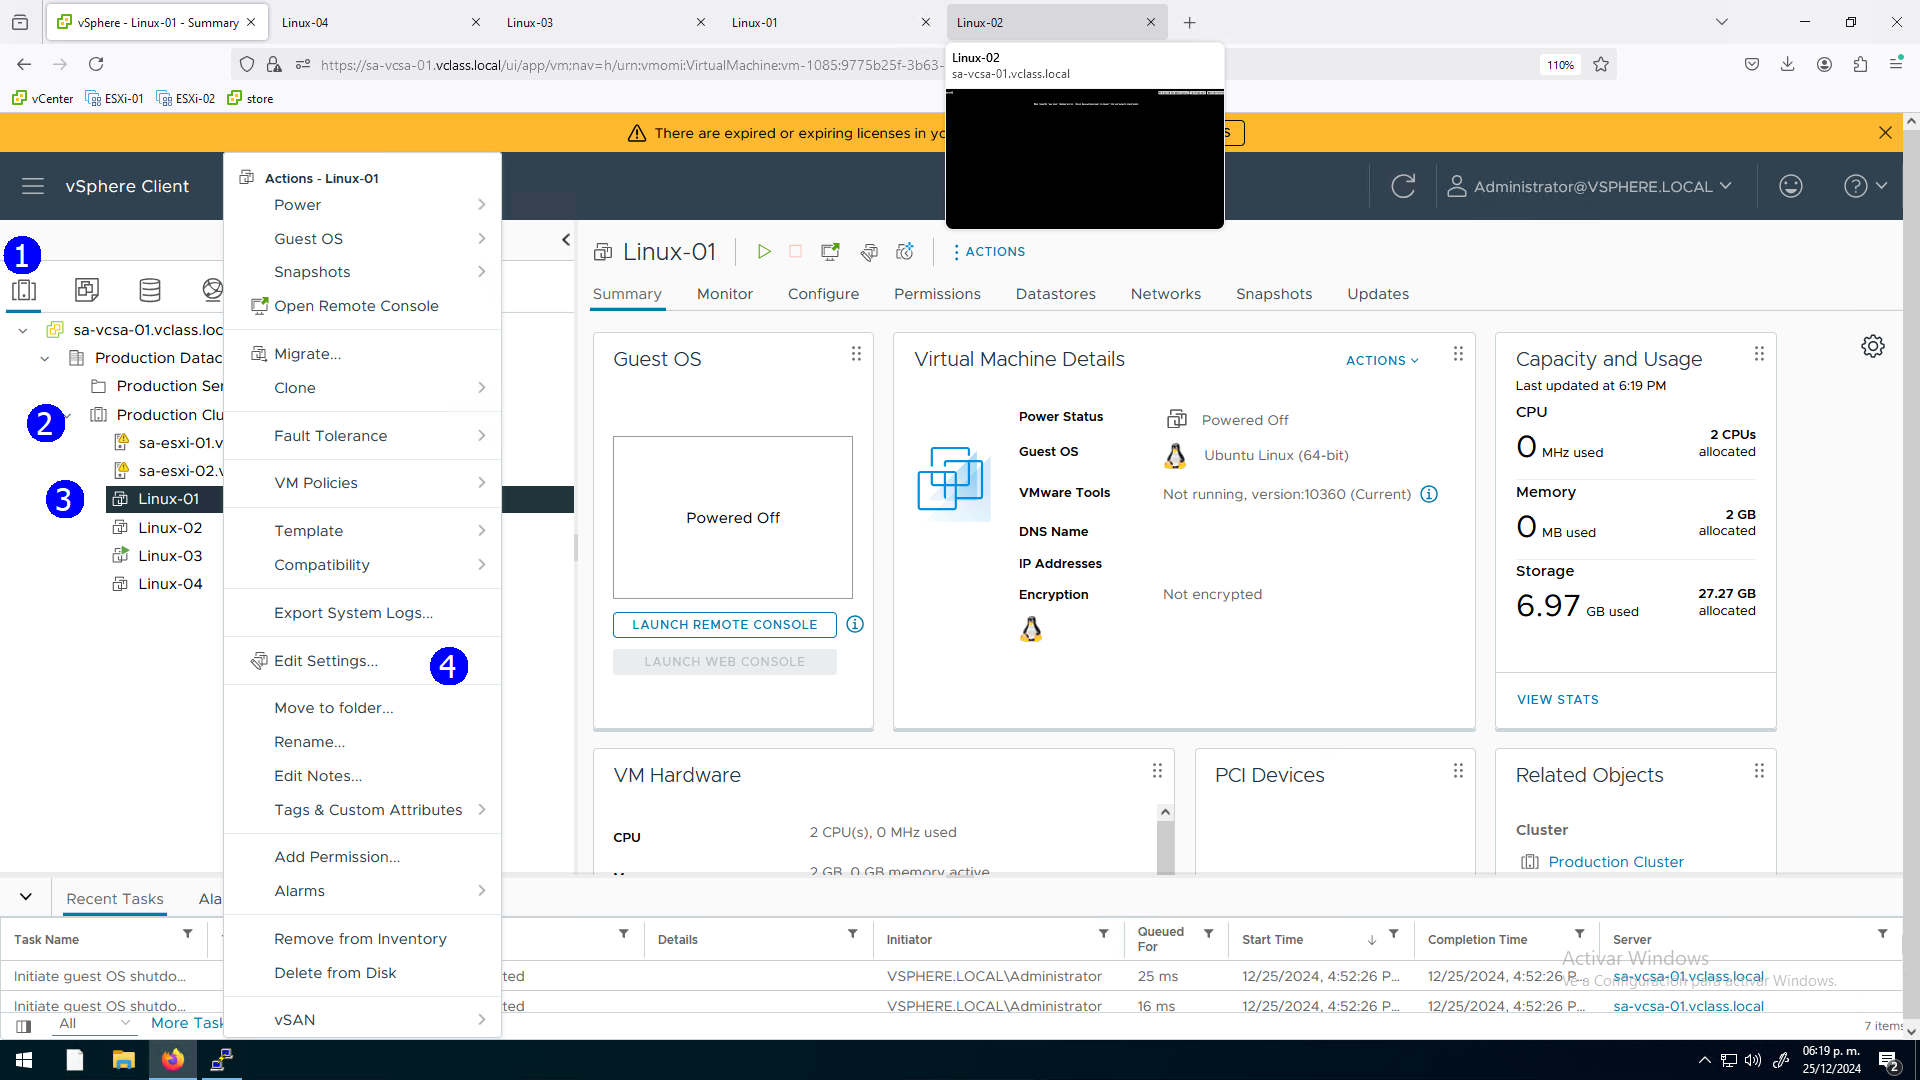 vSphere - Linux-01 - Summary
Linux-04
Linux-03
Linux-01
Linux-02
https://sa-vcsa-01.vclass.local/ui/app/vm;nav=h/urn:vmomi:VirtualMachine:vm-1085:9775b25f-3b63-
110%
Linux-02
sa-vcsa-01.vclass.local
vCenter
ESXi-01
ESXi-02
store
There are expired or expiring licenses in yo
S
vSphere Client
Administrator@VSPHERE.LOCAL
1
2
3
4
sa-vcsa-01.vclass.loc
Production Datac
Production Ser
Production Clu
sa-esxi-01.v
sa-esxi-02.v
Linux-01
Linux-02
Linux-03
Linux-04
Actions - Linux-01
Power
Guest OS
Snapshots
Open Remote Console
Migrate...
Clone
Fault Tolerance
VM Policies
Template
Compatibility
Export System Logs...
Edit Settings...
Move to folder...
Rename...
Edit Notes...
Tags & Custom Attributes
Add Permission...
Alarms
Remove from Inventory
Delete from Disk
vSAN
Linux-01
ACTIONS
Summary
Monitor
Configure
Permissions
Datastores
Networks
Snapshots
Updates
Guest OS
Powered Off
LAUNCH REMOTE CONSOLE
LAUNCH WEB CONSOLE
Virtual Machine Details
ACTIONS
Power Status
Powered Off
Guest OS
Ubuntu Linux (64-bit)
VMware Tools
Not running, version:10360 (Current)
DNS Name
IP Addresses
Encryption
Not encrypted
Capacity and Usage
Last updated at 6:19 PM
CPU
0 MHz used
2 CPUs
allocated
Memory
0 MB used
2 GB
allocated
Storage
6.97 GB used
27.27 GB
allocated
VIEW STATS
VM Hardware
CPU
2 CPU(s), 0 MHz used
2 GB, 0 GB memory active
PCI Devices
Related Objects
Cluster
Production Cluster
Recent Tasks
Ala
Task Name
Details
Initiator
Queued
For
Start Time
Completion Time
Server
Initiate guest OS shutdo...
ted
VSPHERE.LOCAL\Administrator
25 ms
12/25/2024, 4:52:26 P...
12/25/2024, 4:52:26 P...
sa-vcsa-01.vclass.local
Initiate guest OS shutdo...
ted
VSPHERE.LOCAL\Administrator
16 ms
12/25/2024, 4:52:26 P...
12/25/2024, 4:52:26 P...
sa-vcsa-01.vclass.local
Activar Windows
Ve a Configuración para activar Windows.
All
More Task
7 items
06:19 p. m.
25/12/2024
2